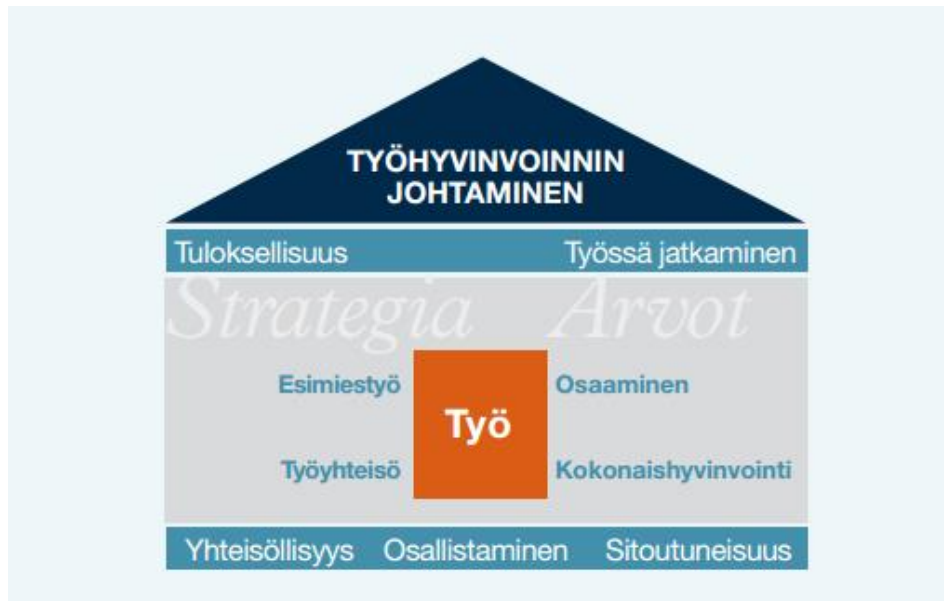 TYÖHYVINVOINNIN
JOHTAMINEN
Tuloksellisuus Työssä jatkaminen
Strategia Arvot
Esimiestyö Osaaminen
Työ
Työyhteisö Kokonaishyvinvointi
Yhteisöllisyys Osallistaminen Sitoutuneisuus